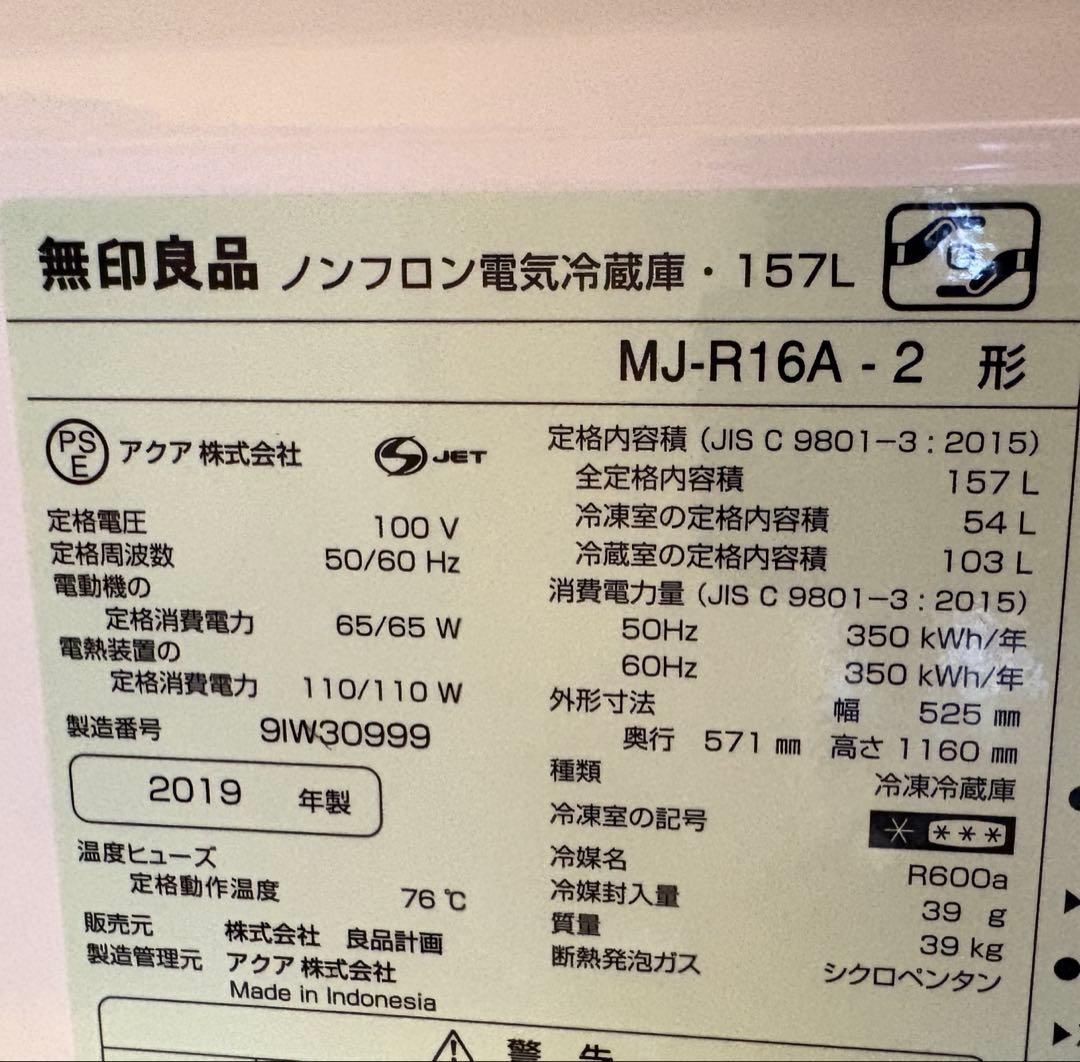 無印良品 ノンフロン電気冷蔵庫・157L
MJ-R16A - 2 形
PSE アクア 株式会社 JET
定格電圧 100 V
定格周波数 50/60 Hz
電動機の
定格消費電力 65/65 W
電熱装置の
定格消費電力 110/110 W
製造番号 9IW30999
2019 年製
温度ヒューズ
定格動作温度 76 ℃
販売元 株式会社 良品計画
製造管理元 アクア 株式会社
Made in Indonesia
定格内容積 (JIS C 9801-3 : 2015)
全定格内容積 157 L
冷凍室の定格内容積 54 L
冷蔵室の定格内容積 103 L
消費電力量 (JIS C 9801-3 : 2015)
50Hz 350 kWh/年
60Hz 350 kWh/年
外形寸法 幅 525 ㎜
奥行 571 ㎜ 高さ 1160 ㎜
種類 冷凍冷蔵庫
冷凍室の記号 * ***
冷媒名 R600a
冷媒封入量 39 g
質量 39 kg
断熱発泡ガス シクロペンタン
警 告